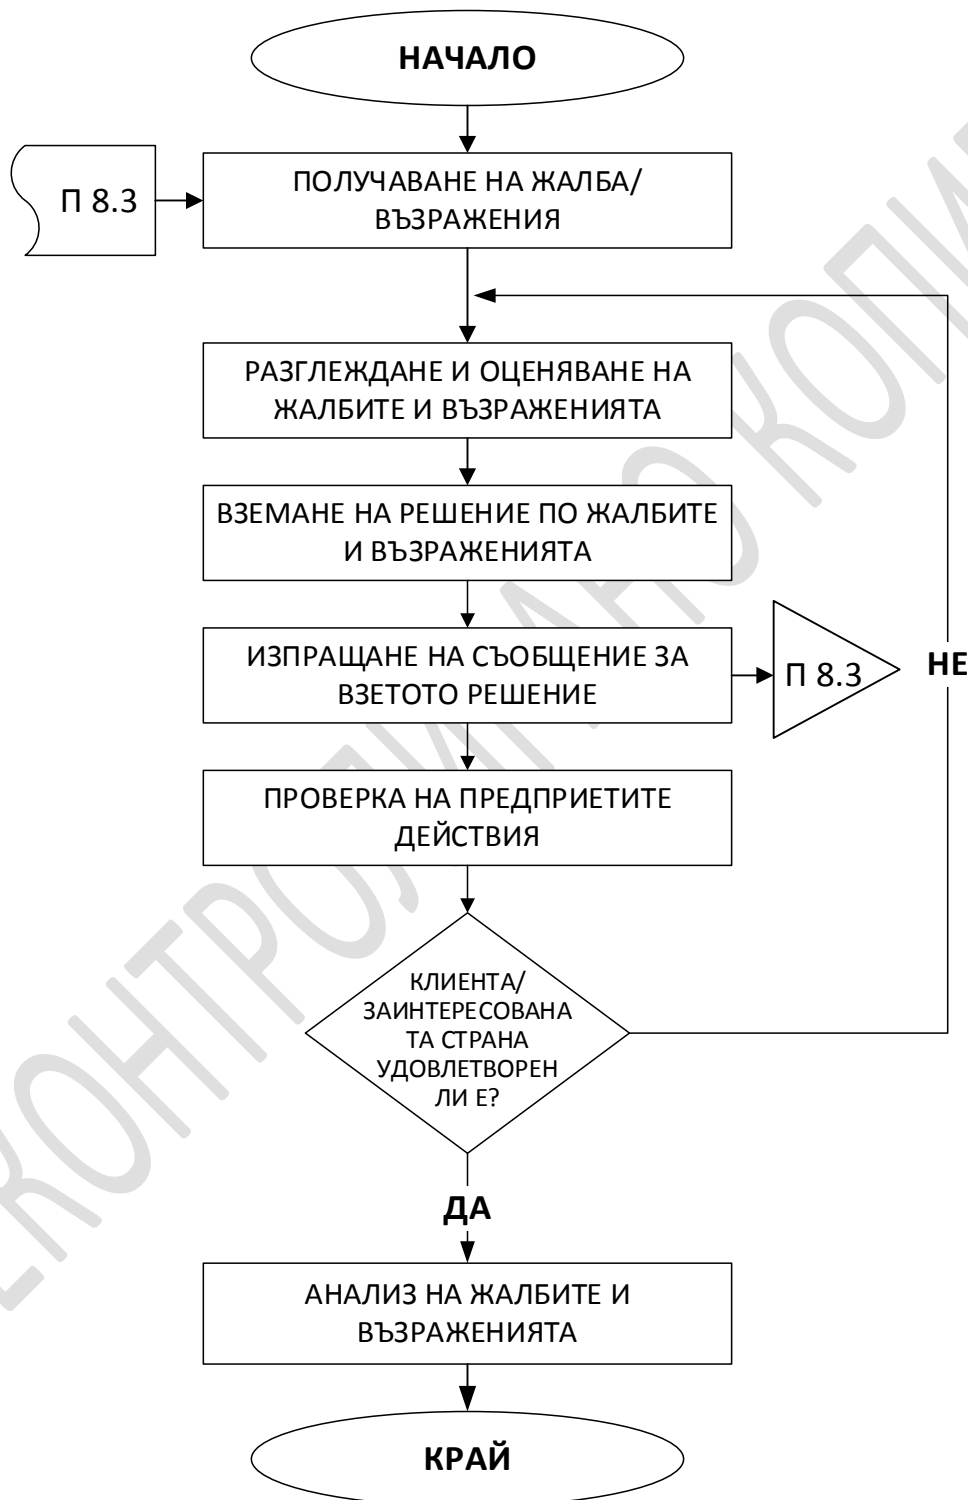 НАЧАЛО
П 8.3
ПОЛУЧАВАНЕ НА ЖАЛБА/
ВЪЗРАЖЕНИЯ
РАЗГЛЕЖДАНЕ И ОЦЕНЯВАНЕ НА
ЖАЛБИТЕ И ВЪЗРАЖЕНИЯТА
ВЗЕМАНЕ НА РЕШЕНИЕ ПО ЖАЛБИТЕ
И ВЪЗРАЖЕНИЯТА
ИЗПРАЩАНЕ НА СЪОБЩЕНИЕ ЗА
ВЗЕТОТО РЕШЕНИЕ
П 8.3
НЕ
ПРОВЕРКА НА ПРЕДПРИЕТИТЕ
ДЕЙСТВИЯ
КЛИЕНТА/
ЗАИНТЕРЕСОВАНА
ТА СТРАНА
УДОВЛЕТВОРЕН
ЛИ Е?
ДА
АНАЛИЗ НА ЖАЛБИТЕ И
ВЪЗРАЖЕНИЯТА
КРАЙ